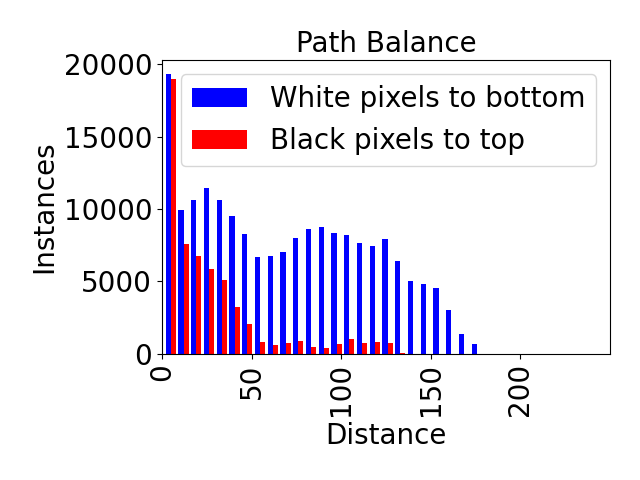 Path Balance
20000
15000
10000
5000
0
Instances
White pixels to bottom
Black pixels to top
0
50
100
150
200
Distance